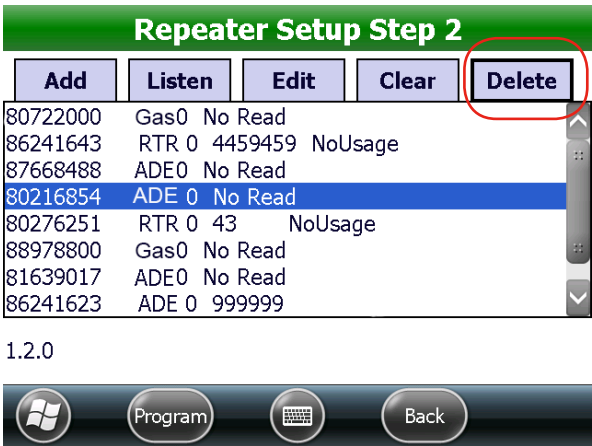 Repeater Setup Step 2
Add Listen Edit Clear Delete
80722000 Gas0 No Read
86241643 RTR 0 4459459 NoUsage
87668488 ADE0 No Read
80216854 ADE 0 No Read
80276251 RTR 0 43 NoUsage
88978800 Gas0 No Read
81639017 ADE0 No Read
86241623 ADE 0 999999
1.2.0
Program Back